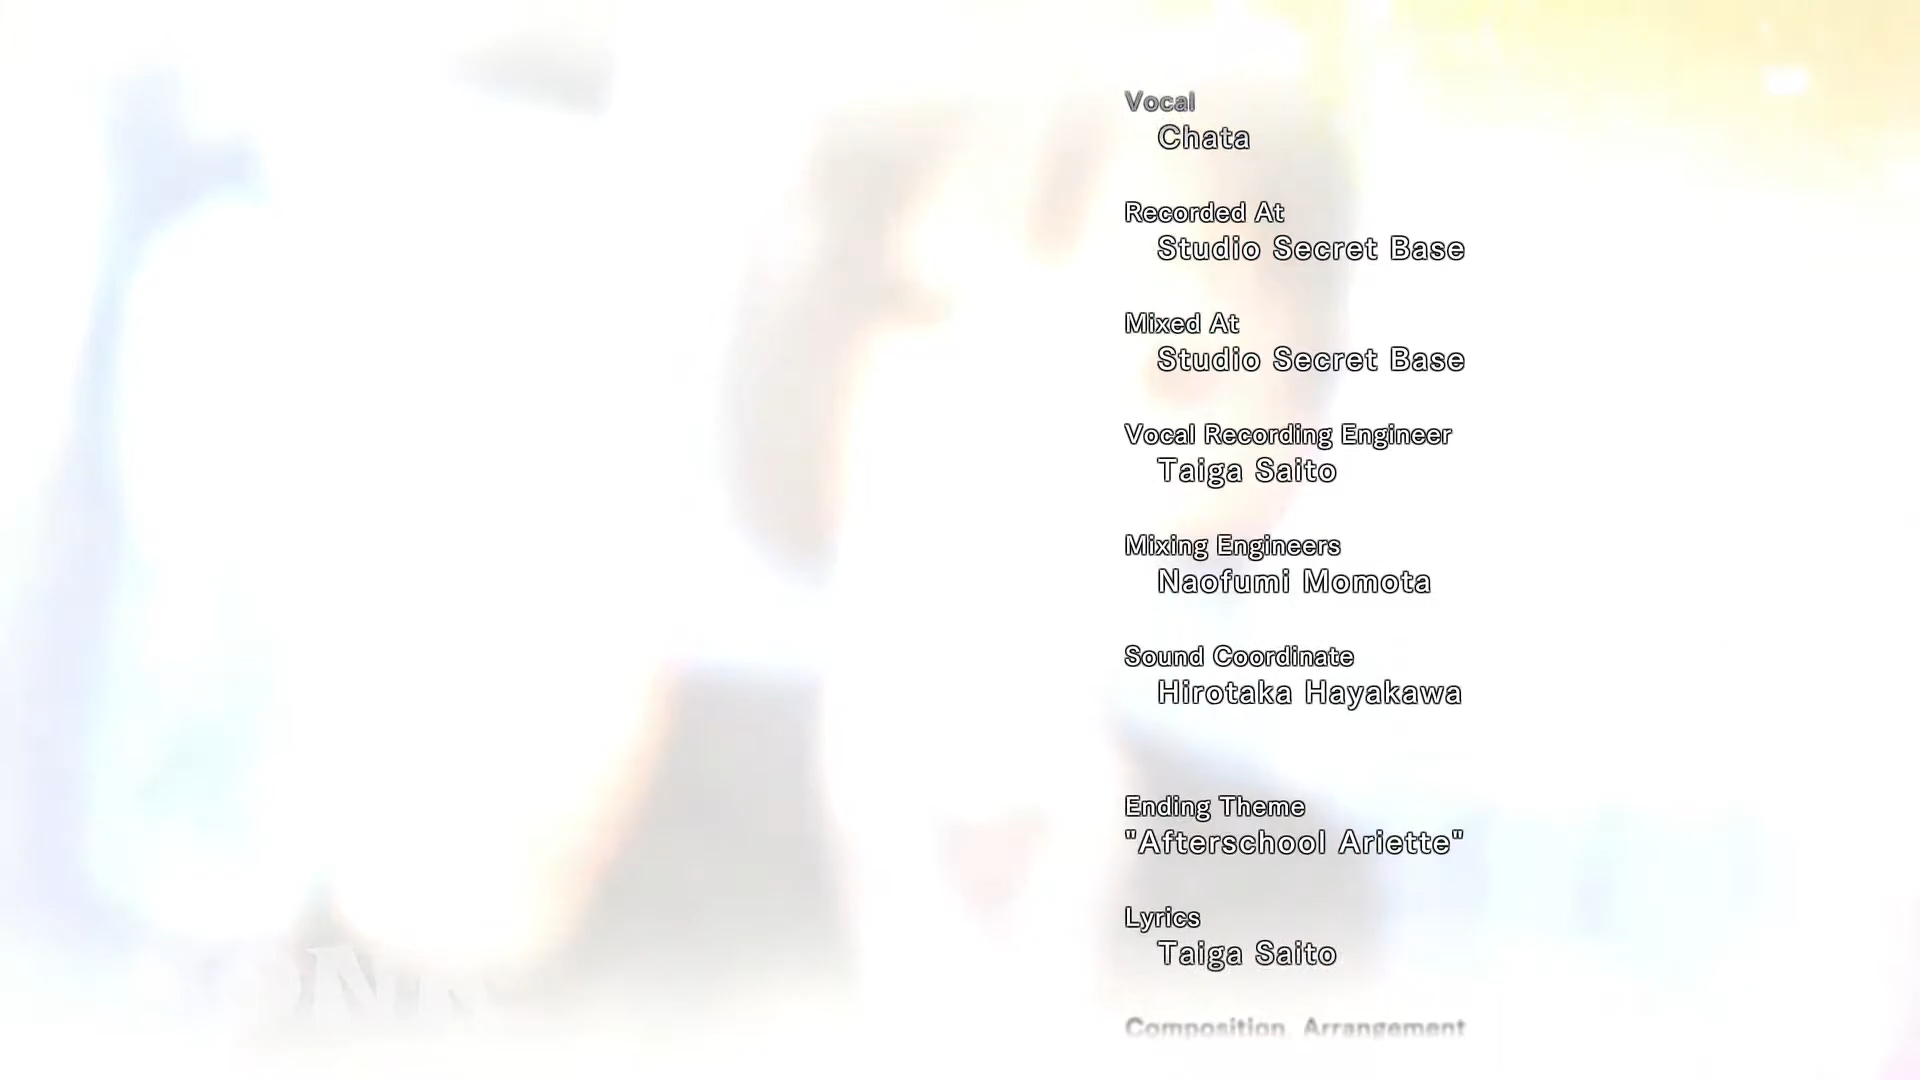 Vocal
Chata
Recorded At
Studio Secret Base
Mixed At
Studio Secret Base
Vocal Recording Engineer
Taiga Saito
Mixing Engineers
Naofumi Momota
Sound Coordinate
Hirotaka Hayakawa
Ending Theme
"Afterschool Ariette"
Lyrics
Taiga Saito
Composition, Arrangement